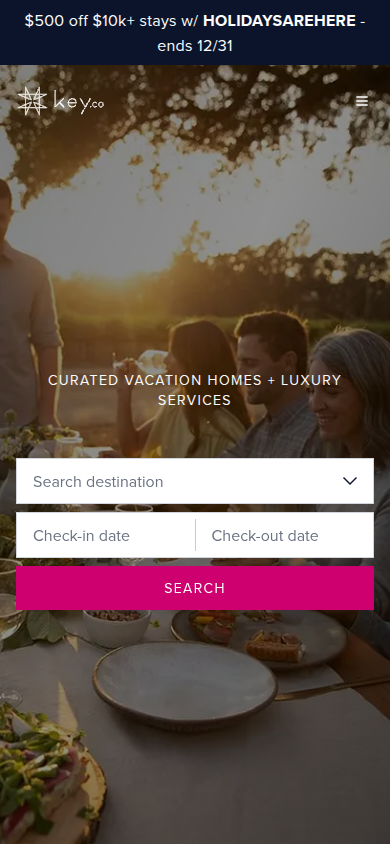 $500 off $10k+ stays w/ HOLIDAYSAREHERE -
ends 12/31
key.co
CURATED VACATION HOMES + LUXURY
SERVICES
Search destination
Check-in date
Check-out date
SEARCH